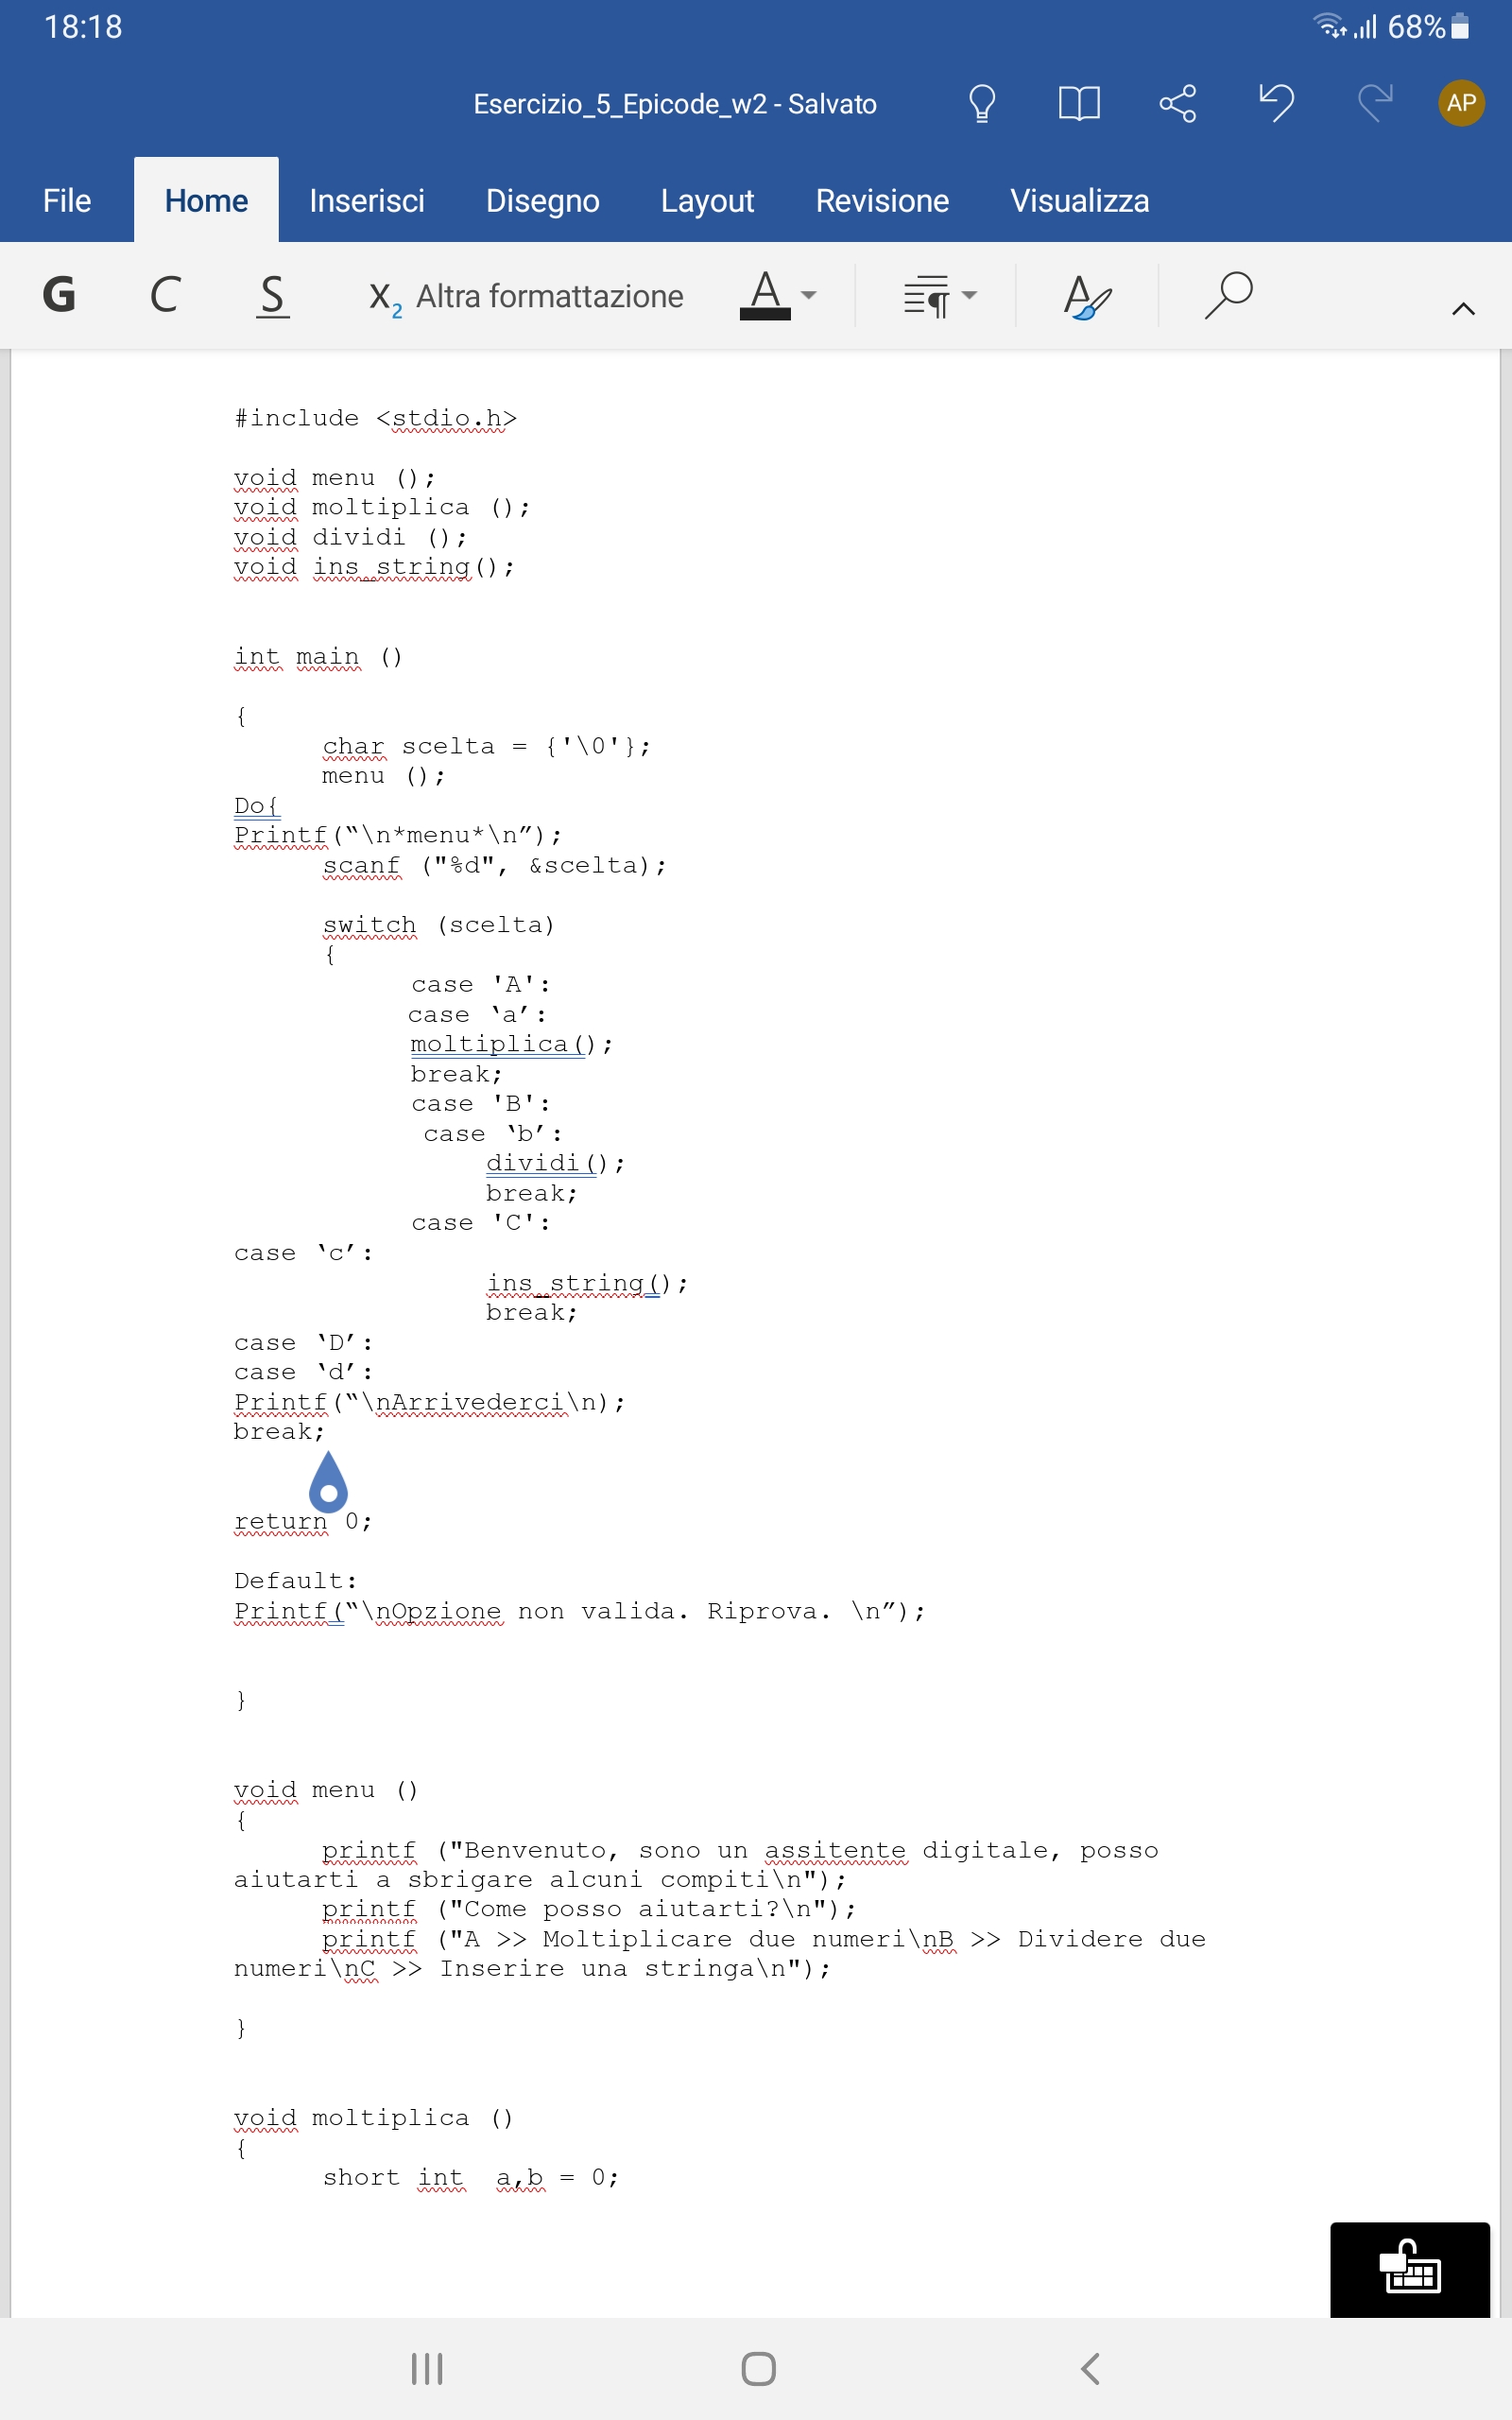 18:18 68%
Esercizio_5_Epicode_w2 - Salvato AP
File Home Inserisci Disegno Layout Revisione Visualizza
G C S X2 Altra formattazione A
#include <stdio.h>
void menu ();
void moltiplica ();
void dividi ();
void ins_string();
int main ()
{
char scelta = {'\0'};
menu ();
Do{
Printf(“\n*menu*\n”);
scanf ("%d", &scelta);
switch (scelta)
{
case 'A':
case ‘a’:
moltiplica();
break;
case 'B':
case ‘b’:
dividi();
break;
case 'C':
case ‘c’:
ins_string();
break;
case ‘D’:
case ‘d’:
Printf(“\nArrivederci\n);
break;
return 0;
Default:
Printf(“\nOpzione non valida. Riprova. \n”);
}
void menu ()
{
printf ("Benvenuto, sono un assitente digitale, posso
aiutarti a sbrigare alcuni compiti\n");
printf ("Come posso aiutarti?\n");
printf ("A >> Moltiplicare due numeri\nB >> Dividere due
numeri\nC >> Inserire una stringa\n");
}
void moltiplica ()
{
short int  a,b = 0;